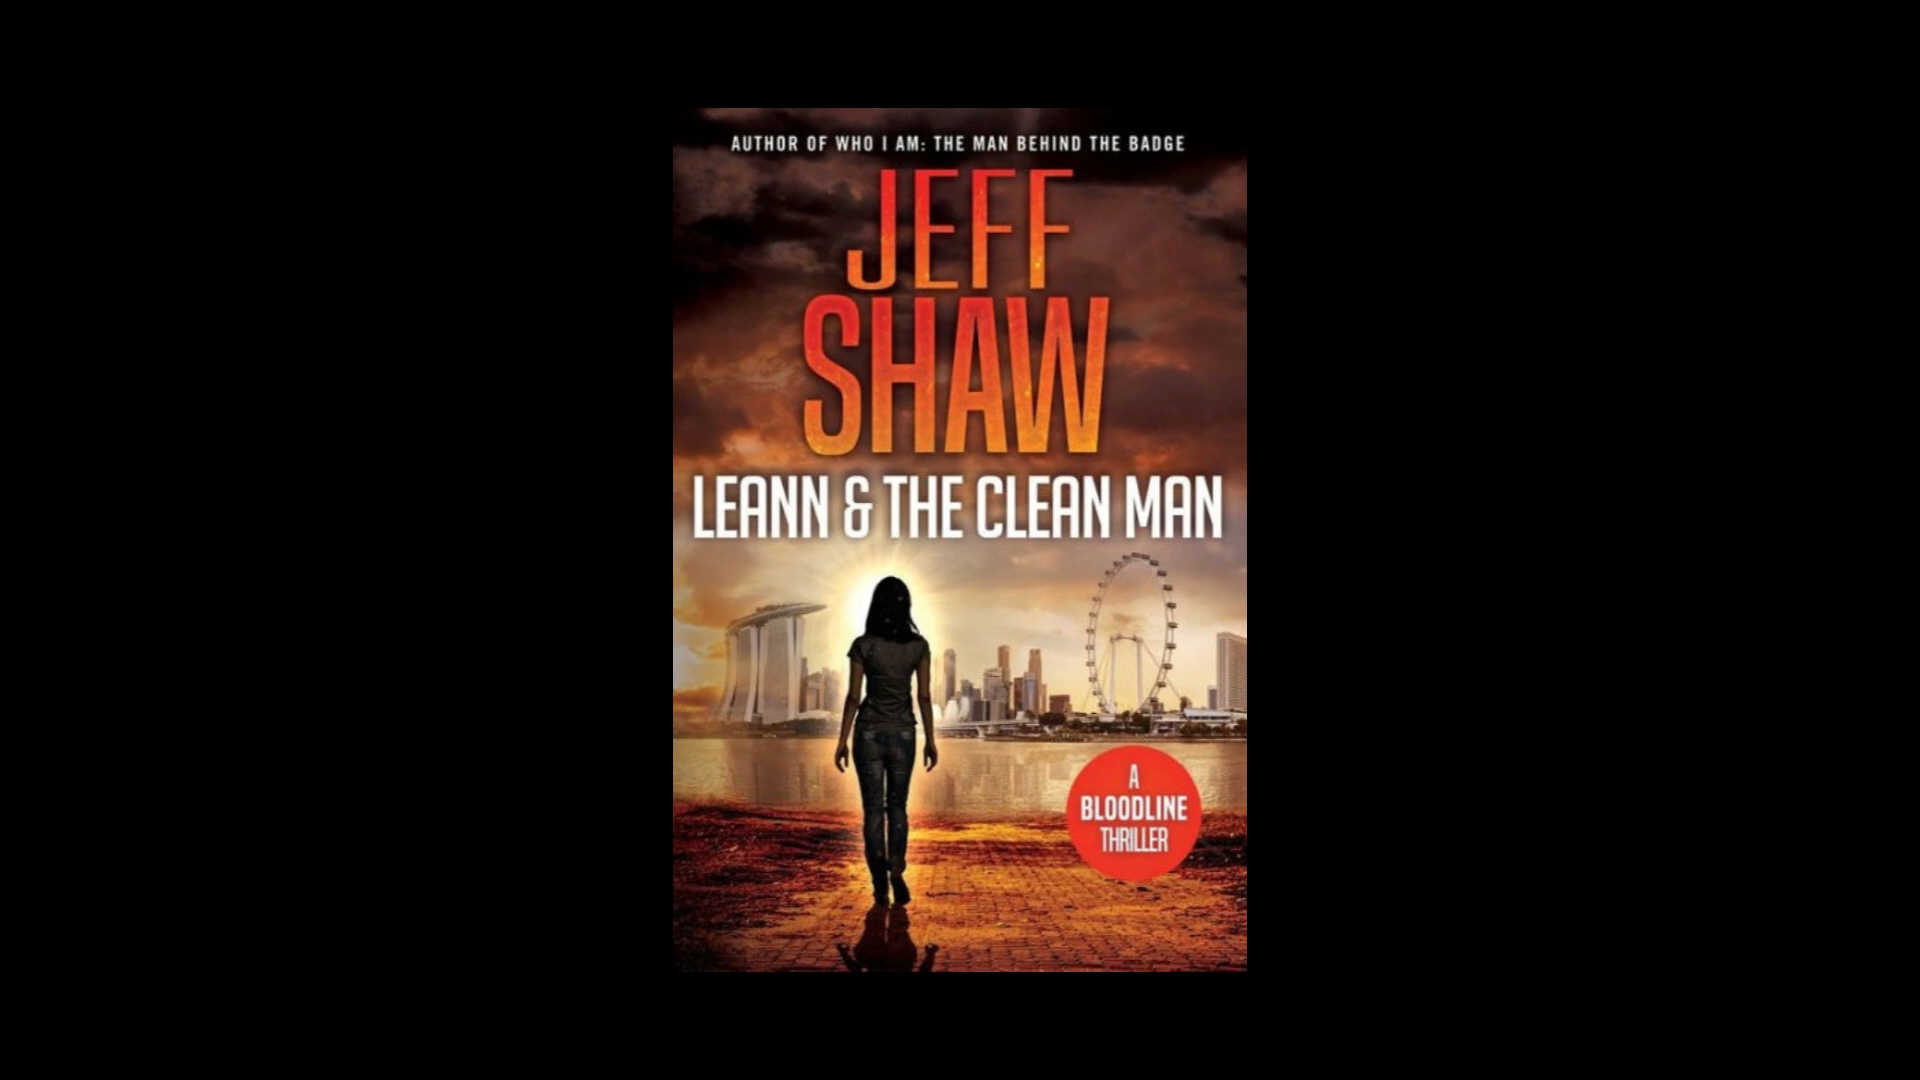 AUTHOR OF WHO I AM: THE MAN BEHIND THE BADGE
JEFF
SHAW
LEANN & THE CLEAN MAN
A
BLOODLINE
THRILLER